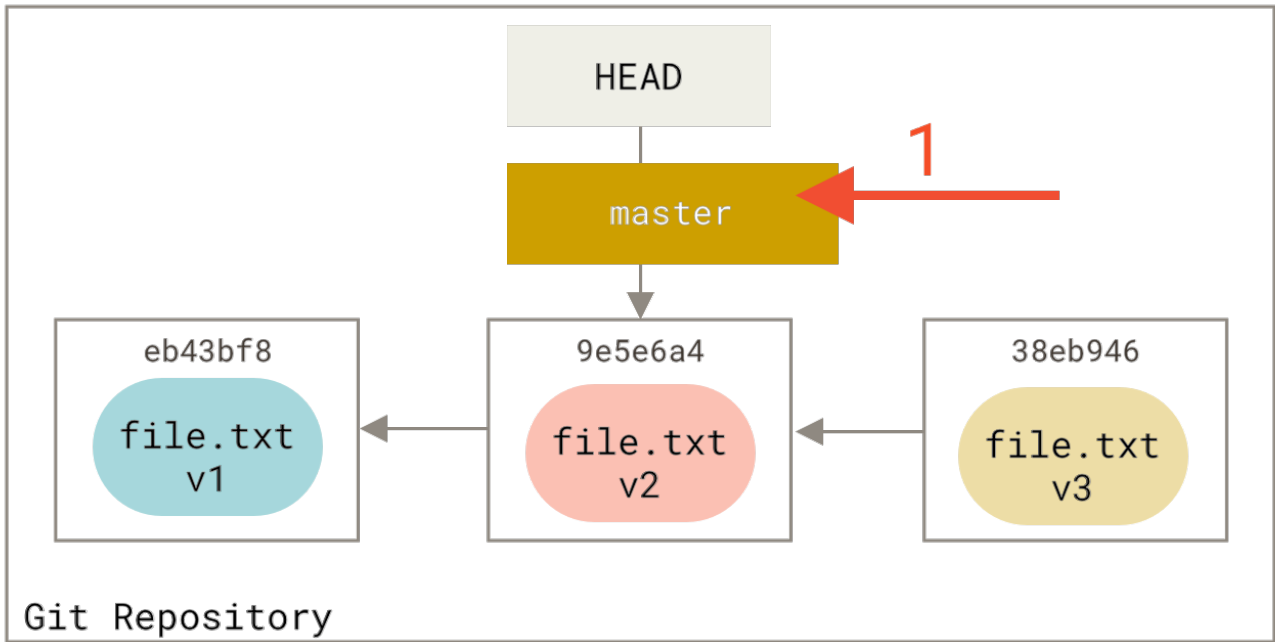 HEAD
1
master
eb43bf8
9e5e6a4
38eb946
file.txt
v1
file.txt
v2
file.txt
v3
Git Repository